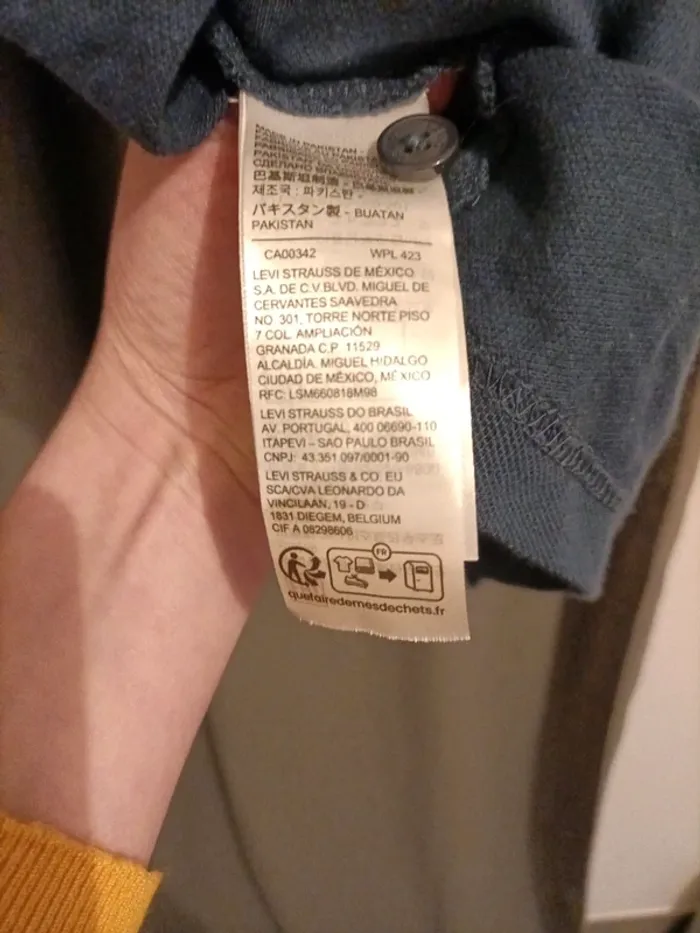 MADE IN PAKISTAN -
PAKISTAN
巴基斯坦制造 -
제조국 : 파키스탄 -
パキスタン製 - BUATAN
PAKISTAN
CA00342 WPL 423
LEVI STRAUSS DE MÉXICO
S.A. DE C.V BLVD. MIGUEL DE
CERVANTES SAAVEDRA
NO. 301, TORRE NORTE PISO
7 COL. AMPLIACIÓN
GRANADA C.P. 11529
ALCALDÍA. MIGUEL HIDALGO
CIUDAD DE MÉXICO, MÉXICO
RFC: LSM660818M98
LEVI STRAUSS DO BRASIL
AV. PORTUGAL, 400 06690-110
ITAPEVI – SAO PAULO BRASIL
CNPJ: 43.351.097/0001-90
LEVI STRAUSS & CO. EU
SCA/CVA LEONARDO DA
VINCILAAN, 19 - D
1831 DIEGEM, BELGIUM
CIF A 08298606
FR
quefairedemesdechets.fr